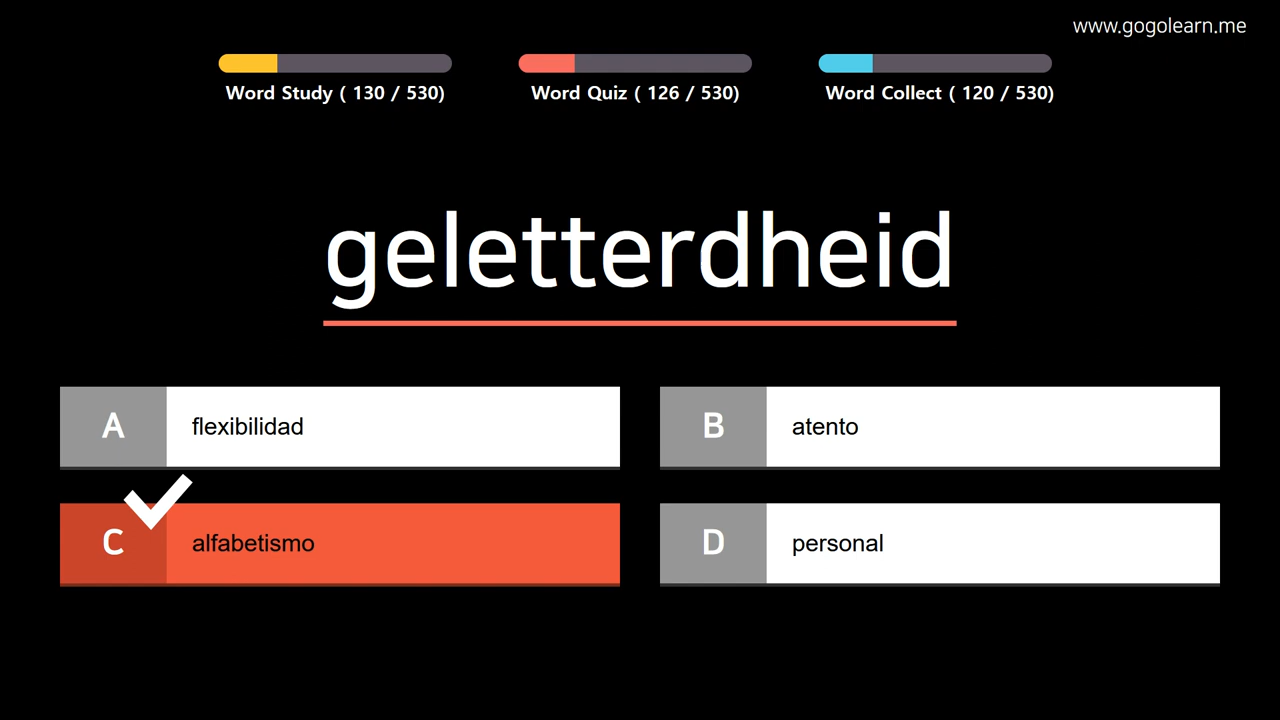 www.gogolearn.me
Word Study ( 130 / 530)
Word Quiz ( 126 / 530)
Word Collect ( 120 / 530)
geletterdheid
A flexibilidad
B atento
C alfabetismo
D personal